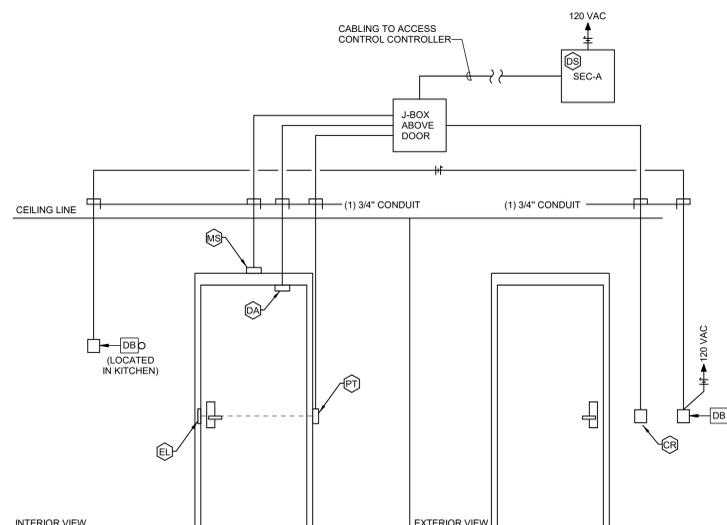 120 VAC
CABLING TO ACCESS
CONTROL CONTROLLER
DS
SEC-A
J-BOX
ABOVE
DOOR
(1) 3/4" CONDUIT
(1) 3/4" CONDUIT
CEILING LINE
MS
DA
120 VAC
DB
(LOCATED
IN KITCHEN)
PT
DB
EL
CR
INTERIOR VIEW
EXTERIOR VIEW